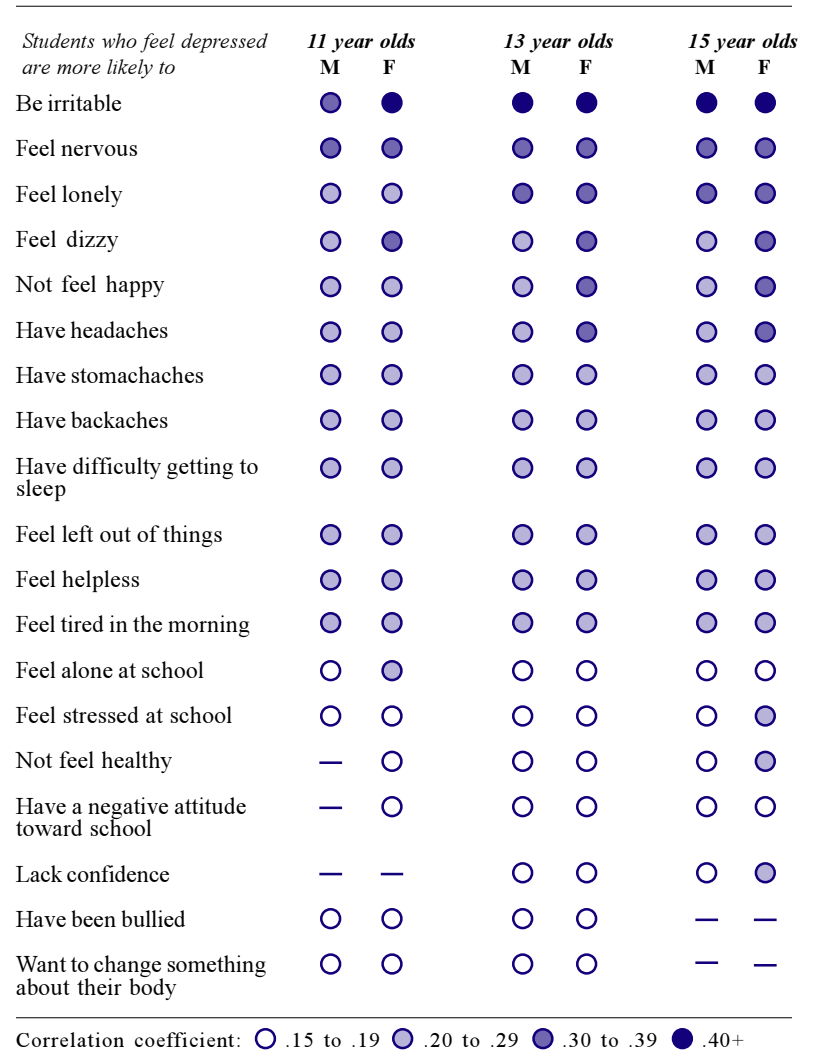 Students who feel depressed 11 year olds 13 year olds 15 year olds
are more likely to M F M F M F
Be irritable
Feel nervous
Feel lonely
Feel dizzy
Not feel happy
Have headaches
Have stomachaches
Have backaches
Have difficulty getting to
sleep
Feel left out of things
Feel helpless
Feel tired in the morning
Feel alone at school
Feel stressed at school
Not feel healthy —
Have a negative attitude —
toward school
Lack confidence — —
Have been bullied — —
Want to change something — —
about their body
Correlation coefficient: .15 to .19 .20 to .29 .30 to .39 .40+